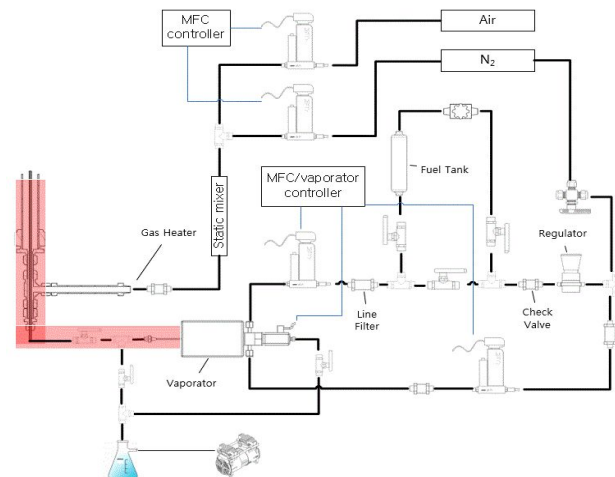 MFC
controller
Air
N₂
MFC/vaporator
controller
Fuel Tank
Static mixer
Gas Heater
Regulator
Line
Filter
Check
Valve
Vaporator